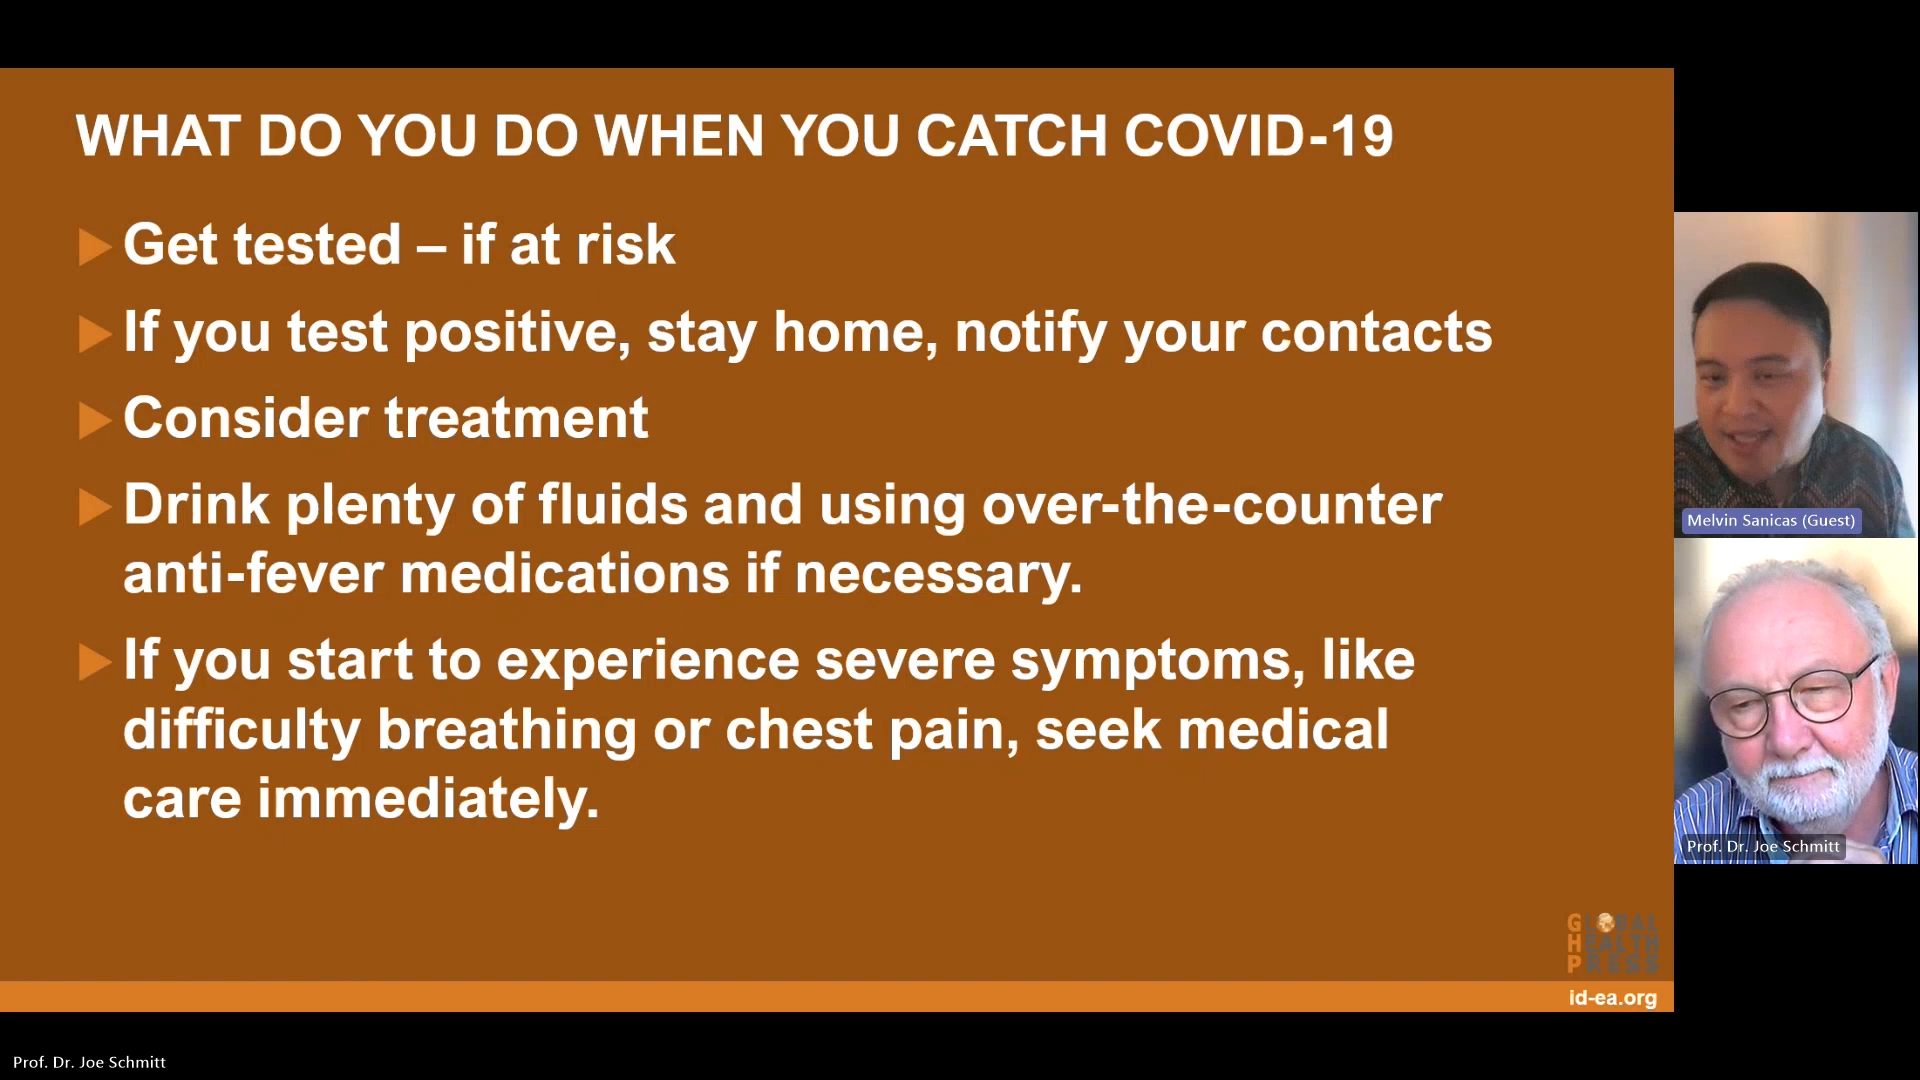 WHAT DO YOU DO WHEN YOU CATCH COVID-19
Get tested – if at risk
If you test positive, stay home, notify your contacts
Consider treatment
Drink plenty of fluids and using over-the-counter
anti-fever medications if necessary.
If you start to experience severe symptoms, like
difficulty breathing or chest pain, seek medical
care immediately.
GLOBAL
HEALTH
PRESS
id-ea.org
Melvin Sanicas (Guest)
Prof. Dr. Joe Schmitt
Prof. Dr. Joe Schmitt